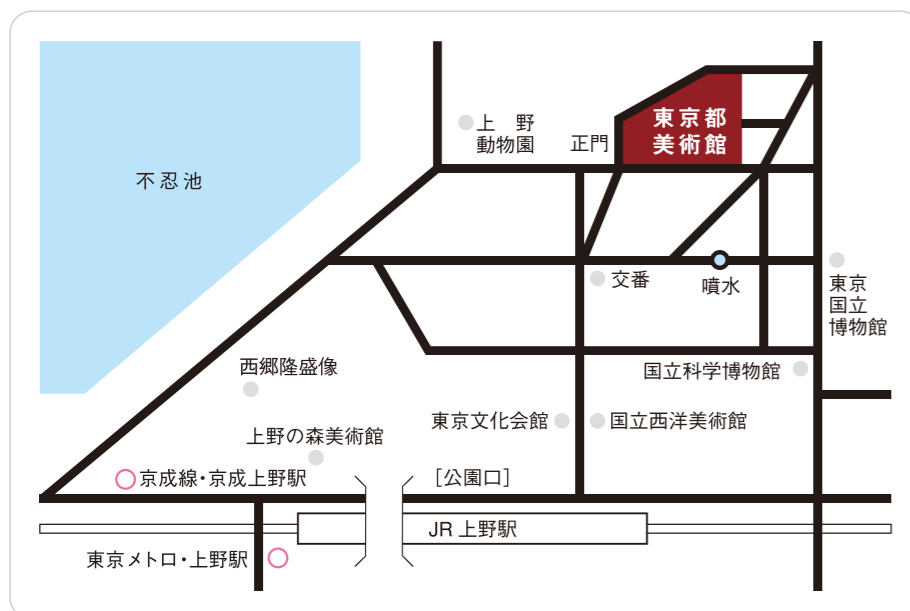 東京都
美術館
上 野
動物園
正門
不忍池
交番
噴水
東京
国立
博物館
西郷隆盛像
国立科学博物館
上野の森美術館
東京文化会館
国立西洋美術館
京成線・京成上野駅
［公園口］
JR 上野駅
東京メトロ・上野駅